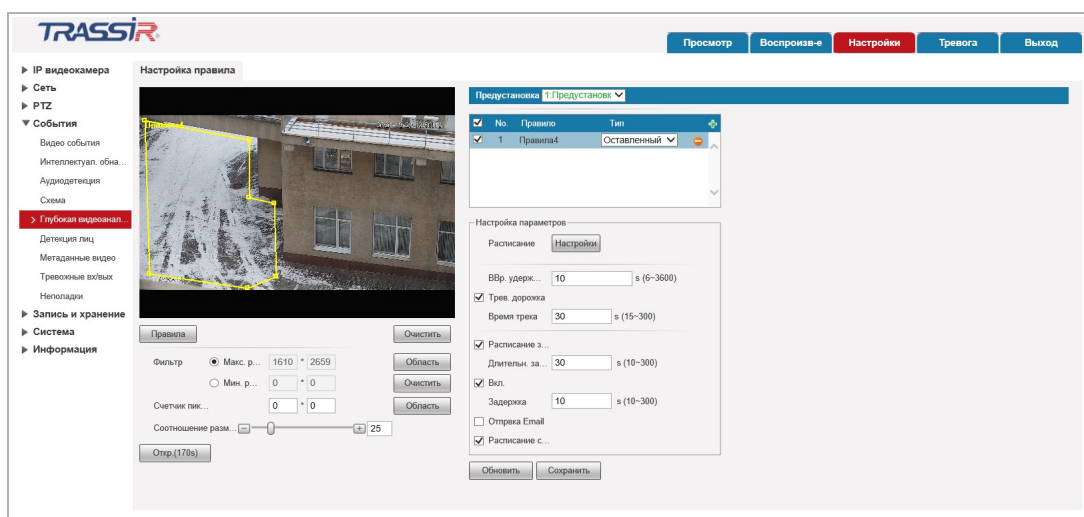 TRASSIR
Просмотр Воспроизв-е Настройки Тревога Выход
IP видеокамера
Сеть
PTZ
События
Видео события
Интеллектуал. обна...
Аудиодетекция
Схема
Глубокая видеоанал...
Детекция лиц
Метаданные видео
Тревожные вх/вых
Неполадки
Запись и хранение
Система
Информация
Настройка правила
Правила
Очистить
Фильтр Макс. р... 1610 * 2659 Область
Мин. р... 0 * 0 Очистить
Счетчик пик... 0 * 0 Область
Соотношение разм... 25
Откр.(170s)
Предустановка 1:Предустановк
No. Правило Тип
1 Правила4 Оставленный
Настройка параметров
Расписание Настройки
ВВр. удерж... 10 s (6~3600)
Трев. дорожка
Время трека 30 s (15~300)
Расписание з...
Длительн. за... 30 s (10~300)
Вкл.
Задержка 10 s (10~300)
Отпрвка Email
Расписание с...
Обновить Сохранить